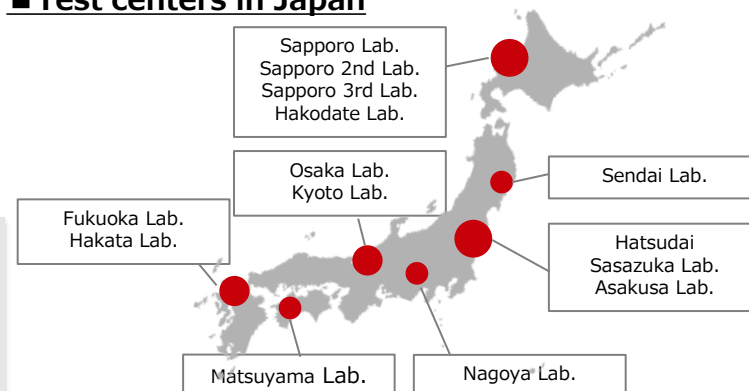 ■ Test centers in Japan
Sapporo Lab.
Sapporo 2nd Lab.
Sapporo 3rd Lab.
Hakodate Lab.
Osaka Lab.
Kyoto Lab.
Sendai Lab.
Fukuoka Lab.
Hakata Lab.
Hatsudai
Sasazuka Lab.
Asakusa Lab.
Matsuyama Lab.
Nagoya Lab.